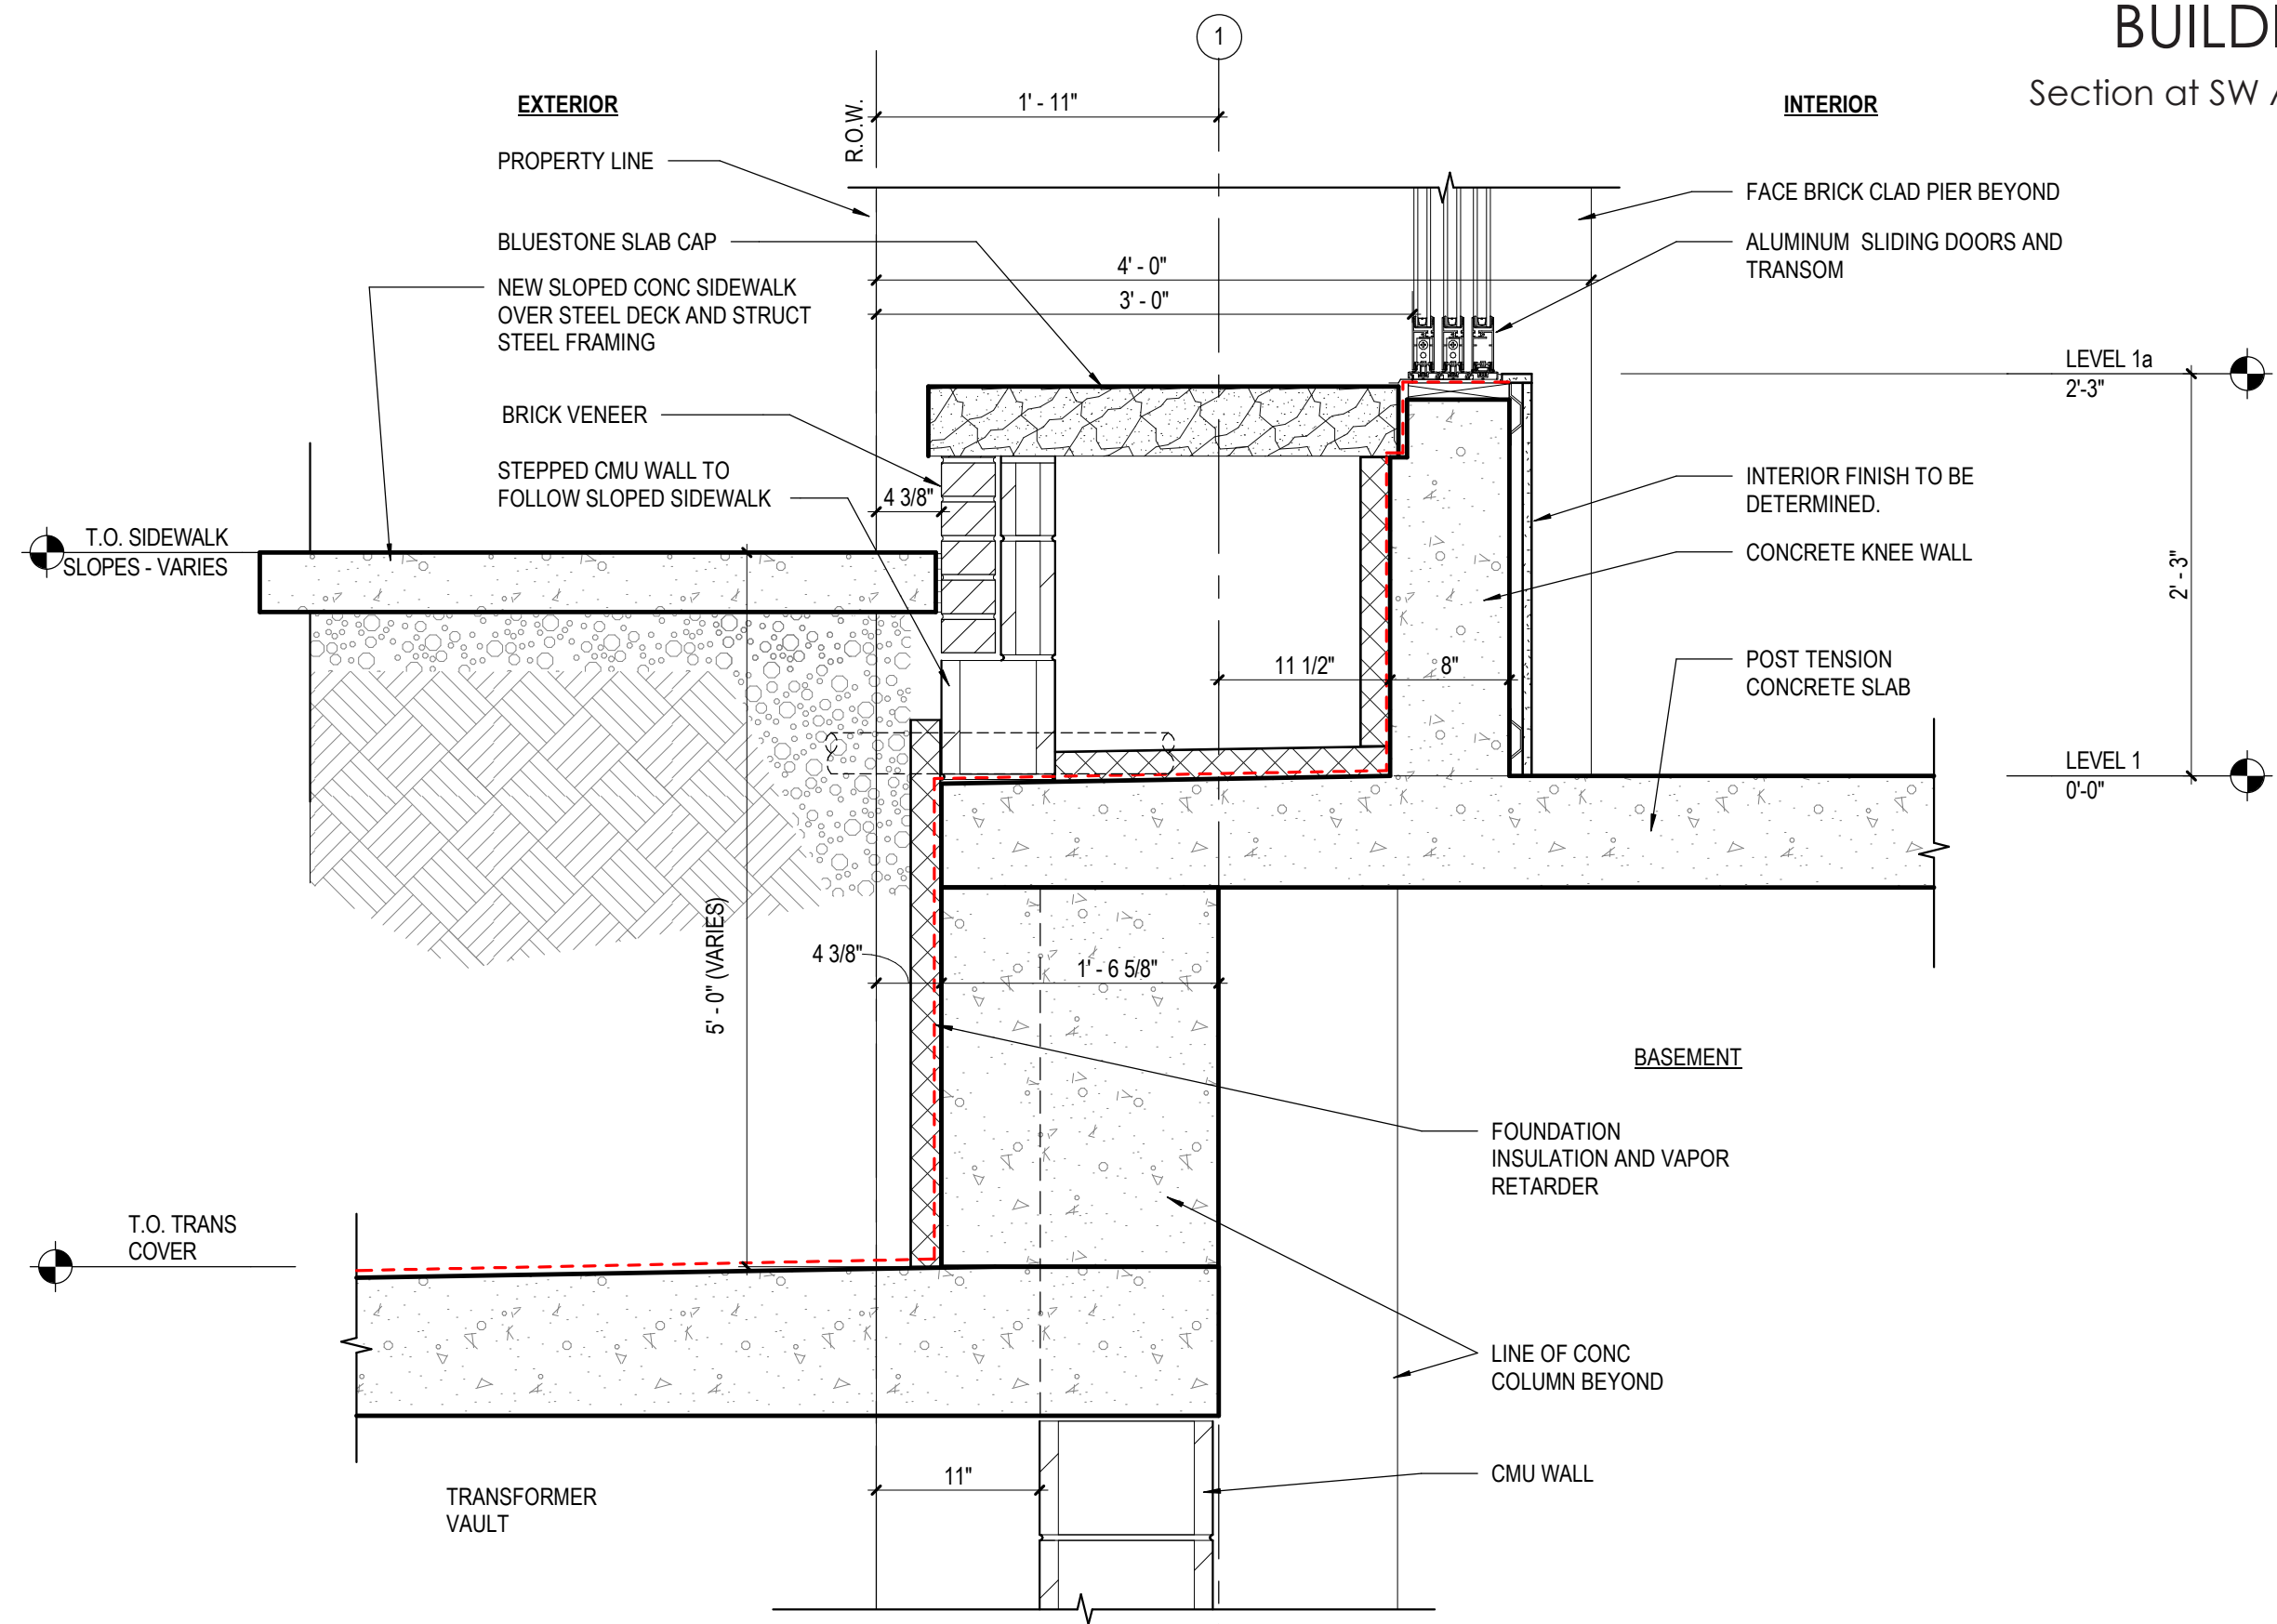 BUILDI
Section at SW A
1
EXTERIOR
INTERIOR
R.O.W.
1' - 11"
PROPERTY LINE
BLUESTONE SLAB CAP
NEW SLOPED CONC SIDEWALK
OVER STEEL DECK AND STRUCT
STEEL FRAMING
BRICK VENEER
STEPPED CMU WALL TO
FOLLOW SLOPED SIDEWALK
FACE BRICK CLAD PIER BEYOND
ALUMINUM SLIDING DOORS AND
TRANSOM
4' - 0"
3' - 0"
LEVEL 1a
2'-3"
4 3/8"
INTERIOR FINISH TO BE
DETERMINED.
T.O. SIDEWALK
SLOPES - VARIES
CONCRETE KNEE WALL
2' - 3"
11 1/2"
8"
POST TENSION
CONCRETE SLAB
LEVEL 1
0'-0"
5' - 0" (VARIES)
4 3/8"
1' - 6 5/8"
BASEMENT
FOUNDATION
INSULATION AND VAPOR
RETARDER
T.O. TRANS
COVER
LINE OF CONC
COLUMN BEYOND
11"
CMU WALL
TRANSFORMER
VAULT